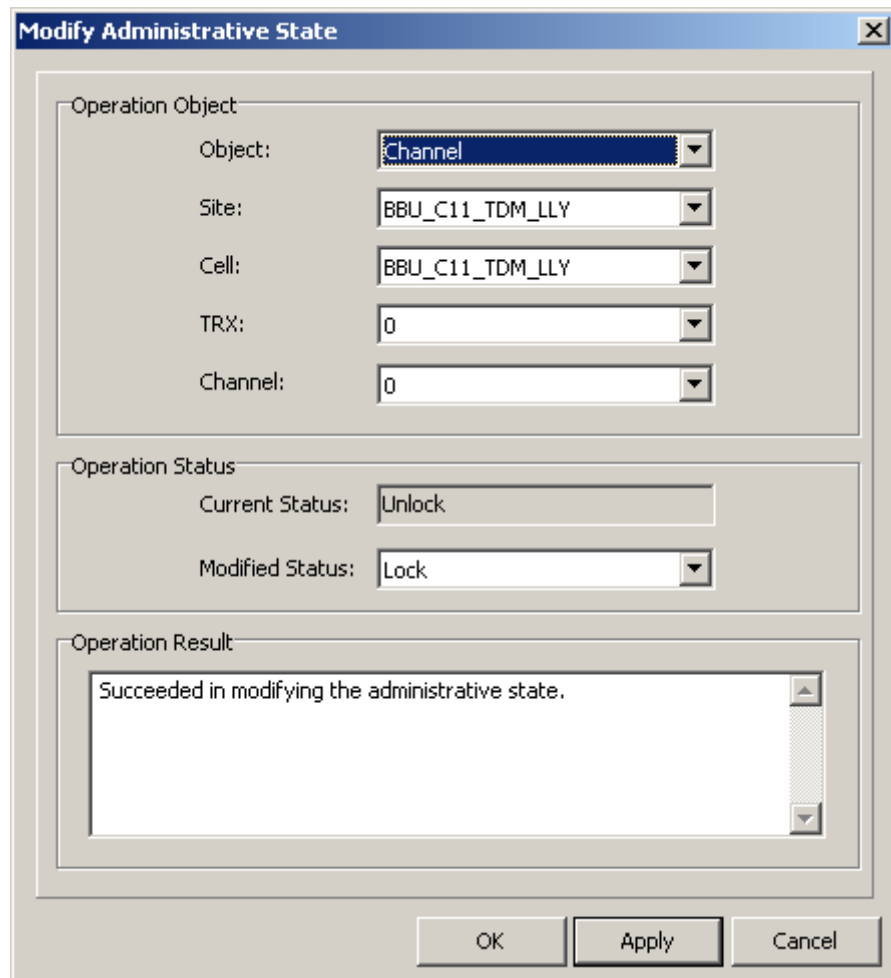 Modify Administrative State
Operation Object
Object: Channel
Site: BBU_C11_TDM_LLY
Cell: BBU_C11_TDM_LLY
TRX: 0
Channel: 0
Operation Status
Current Status: Unlock
Modified Status: Lock
Operation Result
Succeeded in modifying the administrative state.
OK Apply Cancel